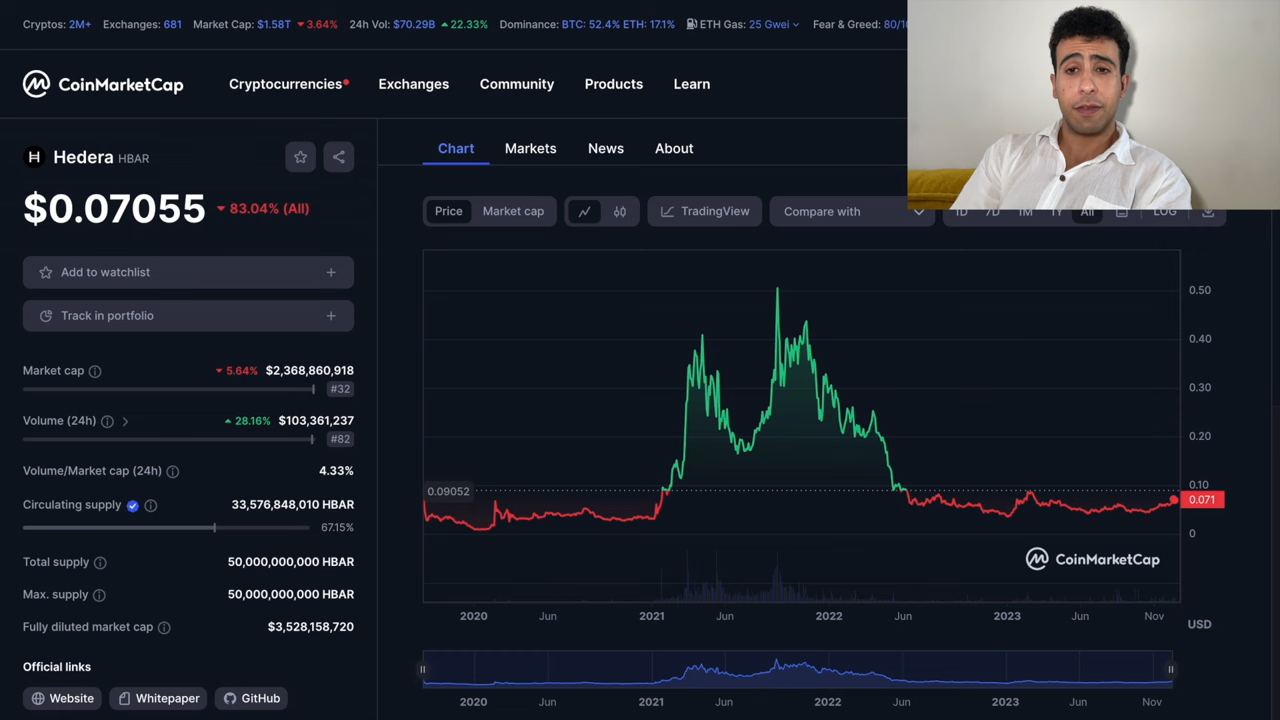 Cryptos: 2M+ Exchanges: 681 Market Cap: $1.58T 3.64% 24h Vol: $70.29B 22.33% Dominance: BTC: 52.4% ETH: 17.1% ETH Gas: 25 Gwei Fear & Greed: 80/10
CoinMarketCap Cryptocurrencies Exchanges Community Products Learn
Hedera HBAR
$0.07055 83.04% (All)
Add to watchlist
Track in portfolio
Market cap 5.64% $2,368,860,918
#32
Volume (24h) 28.16% $103,361,237
#82
Volume/Market cap (24h) 4.33%
Circulating supply 33,576,848,010 HBAR
67.15%
Total supply 50,000,000,000 HBAR
Max. supply 50,000,000,000 HBAR
Fully diluted market cap $3,528,158,720
Official links
Website Whitepaper GitHub
Chart Markets News About
Price Market cap TradingView Compare with 1D 7D 1M 1Y All LOG
0.50
0.40
0.30
0.20
0.10
0.09052
0.071
0
CoinMarketCap
2020 Jun 2021 Jun 2022 Jun 2023 Jun Nov
USD
2020 Jun 2021 Jun 2022 Jun 2023 Jun Nov